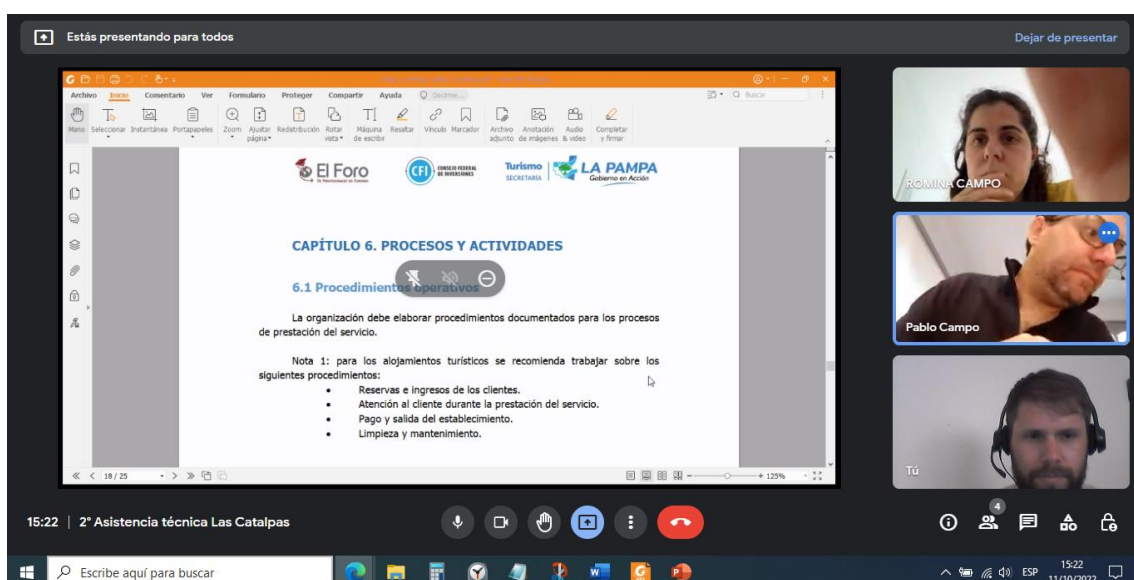 Estás presentando para todos
Dejar de presentar
Archivo Inicio Comentario Ver Formulario Proteger Compartir Ayuda Decirme... Buscar
Mano Seleccionar Instantánea Portapapeles Zoom Ajustar página Redistribución Rotar vista Máquina de escribir Resaltar Vínculo Marcador Archivo adjunto Anotación de imágenes Audio & video Completar y firmar
El Foro
CFI CONSEJO FEDERAL DE INVERSIONES
Turismo SECRETARÍA LA PAMPA Gobierno en Acción
CAPÍTULO 6. PROCESOS Y ACTIVIDADES
6.1 Procedimientos operativos
La organización debe elaborar procedimientos documentados para los procesos
de prestación del servicio.
Nota 1: para los alojamientos turísticos se recomienda trabajar sobre los
siguientes procedimientos:
• Reservas e ingresos de los clientes.
• Atención al cliente durante la prestación del servicio.
• Pago y salida del establecimiento.
• Limpieza y mantenimiento.
18 / 25
+ 125%
ROMINA CAMPO
Pablo Campo
Tú
15:22 | 2° Asistencia técnica Las Catalpas
4
Escribe aquí para buscar
ESP
15:22
11/10/2022